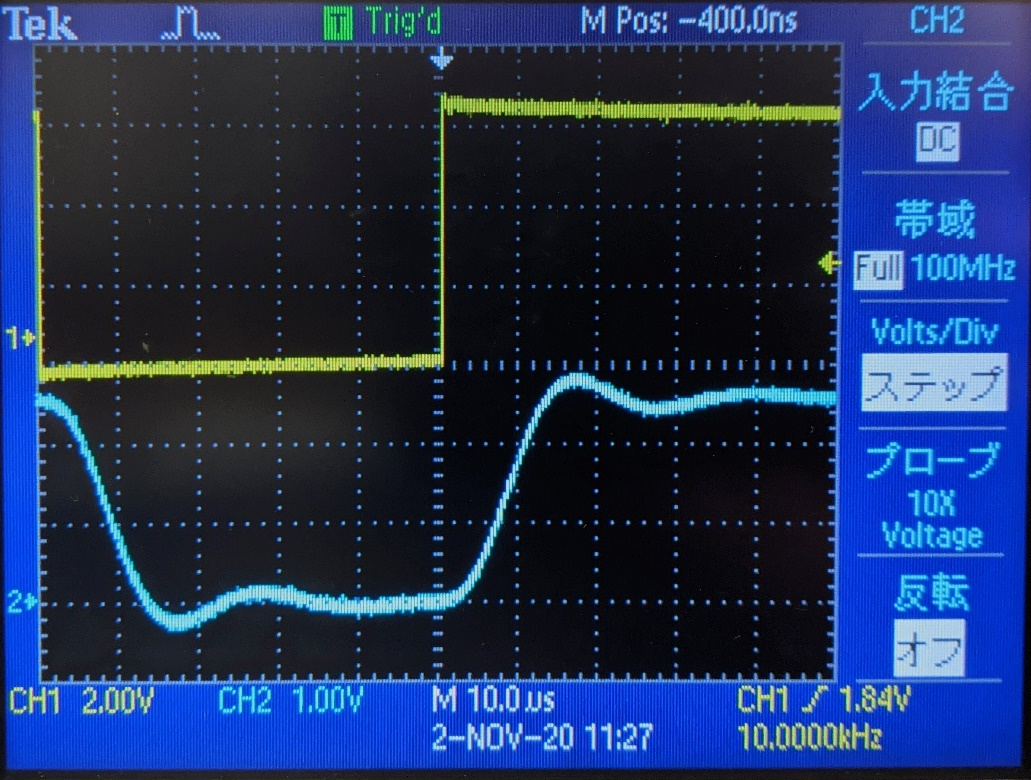 Tek T Trig'd M Pos: -400.0ns CH2
入力結合
DC
帯域
Full 100MHz
1
Volts/Div
ステップ
プローブ
10X
Voltage
2
反転
オフ
CH1 2.00V CH2 1.00V M 10.0µs CH1 1.84V
2-NOV-20 11:27 10.0000kHz